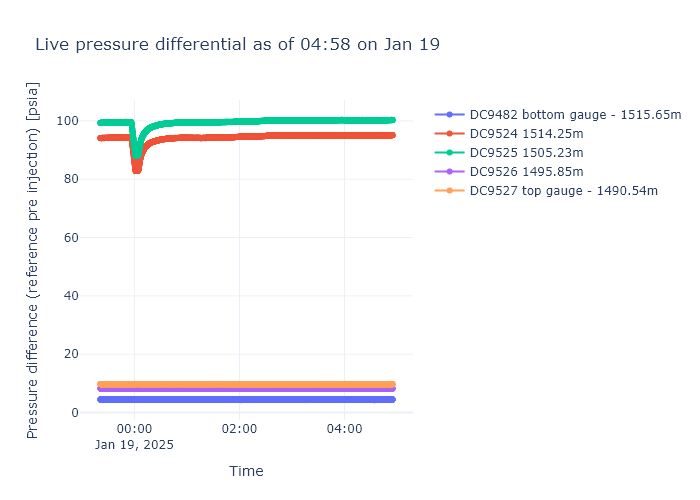 Live pressure differential as of 04:58 on Jan 19
Pressure difference (reference pre injection) [psia]
100
80
60
40
20
0
00:00
Jan 19, 2025
02:00
04:00
Time
DC9482 bottom gauge - 1515.65m
DC9524 1514.25m
DC9525 1505.23m
DC9526 1495.85m
DC9527 top gauge - 1490.54m